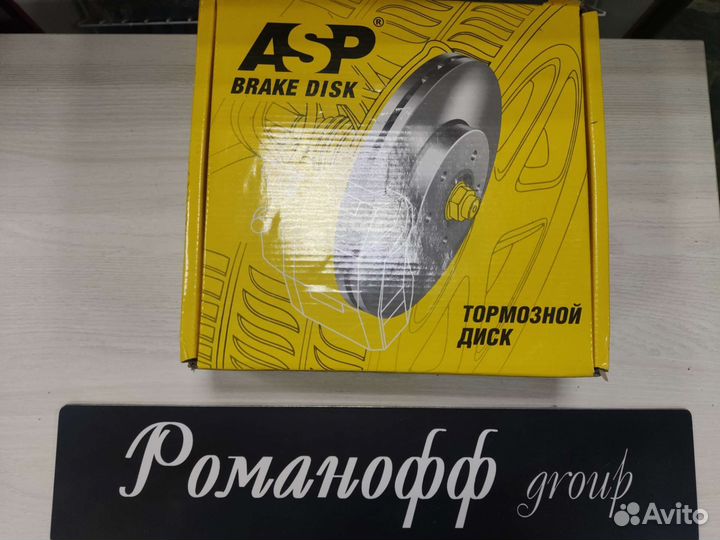 ASP®
BRAKE DISK
ТОРМОЗНОЙ
ДИСК
Романофф group
Avito